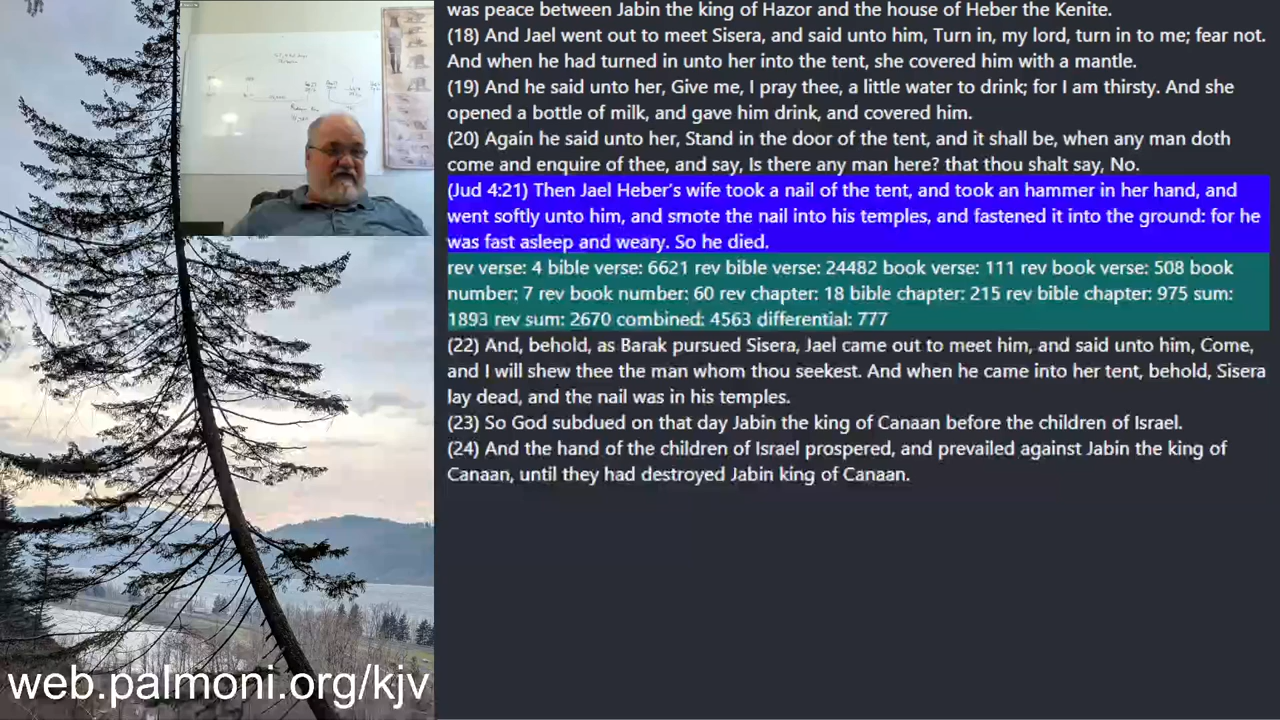 was peace between Jabin the king of Hazor and the house of Heber the Kenite.
(18) And Jael went out to meet Sisera, and said unto him, Turn in, my lord, turn in to me; fear not.
And when he had turned in unto her into the tent, she covered him with a mantle.
(19) And he said unto her, Give me, I pray thee, a little water to drink; for I am thirsty. And she
opened a bottle of milk, and gave him drink, and covered him.
(20) Again he said unto her, Stand in the door of the tent, and it shall be, when any man doth
come and enquire of thee, and say, Is there any man here? that thou shalt say, No.
(Jud 4:21) Then Jael Heber's wife took a nail of the tent, and took an hammer in her hand, and
went softly unto him, and smote the nail into his temples, and fastened it into the ground: for he
was fast asleep and weary. So he died.
rev verse: 4 bible verse: 6621 rev bible verse: 24482 book verse: 111 rev book verse: 508 book
number: 7 rev book number: 60 rev chapter: 18 bible chapter: 215 rev bible chapter: 975 sum:
1893 rev sum: 2670 combined: 4563 differential: 777
(22) And, behold, as Barak pursued Sisera, Jael came out to meet him, and said unto him, Come,
and I will shew thee the man whom thou seekest. And when he came into her tent, behold, Sisera
lay dead, and the nail was in his temples.
(23) So God subdued on that day Jabin the king of Canaan before the children of Israel.
(24) And the hand of the children of Israel prospered, and prevailed against Jabin the king of
Canaan, until they had destroyed Jabin king of Canaan.
web.palmoni.org/kjv